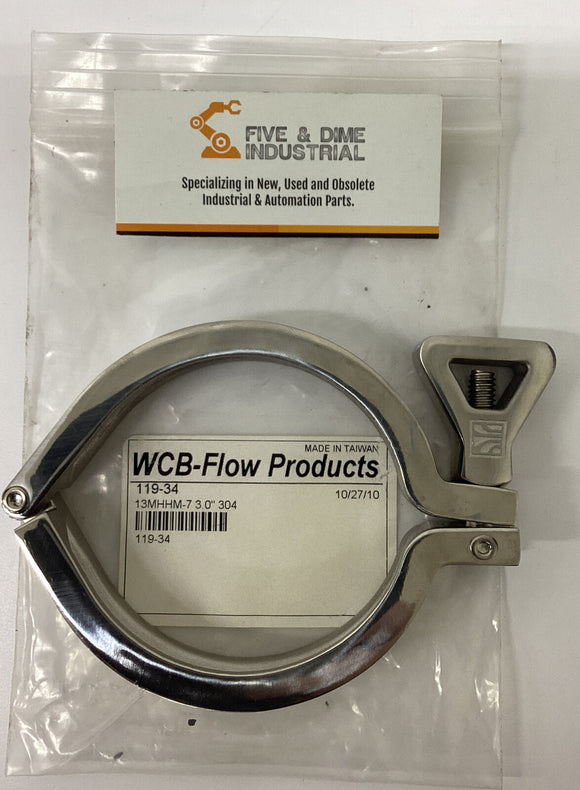 FIVE & DIME
INDUSTRIAL
Specializing in New, Used and Obsolete
Industrial & Automation Parts.
MADE IN TAIWAN
WCB-Flow Products
119-34
10/27/10
13MHHM-7 3.0" 304
119-34